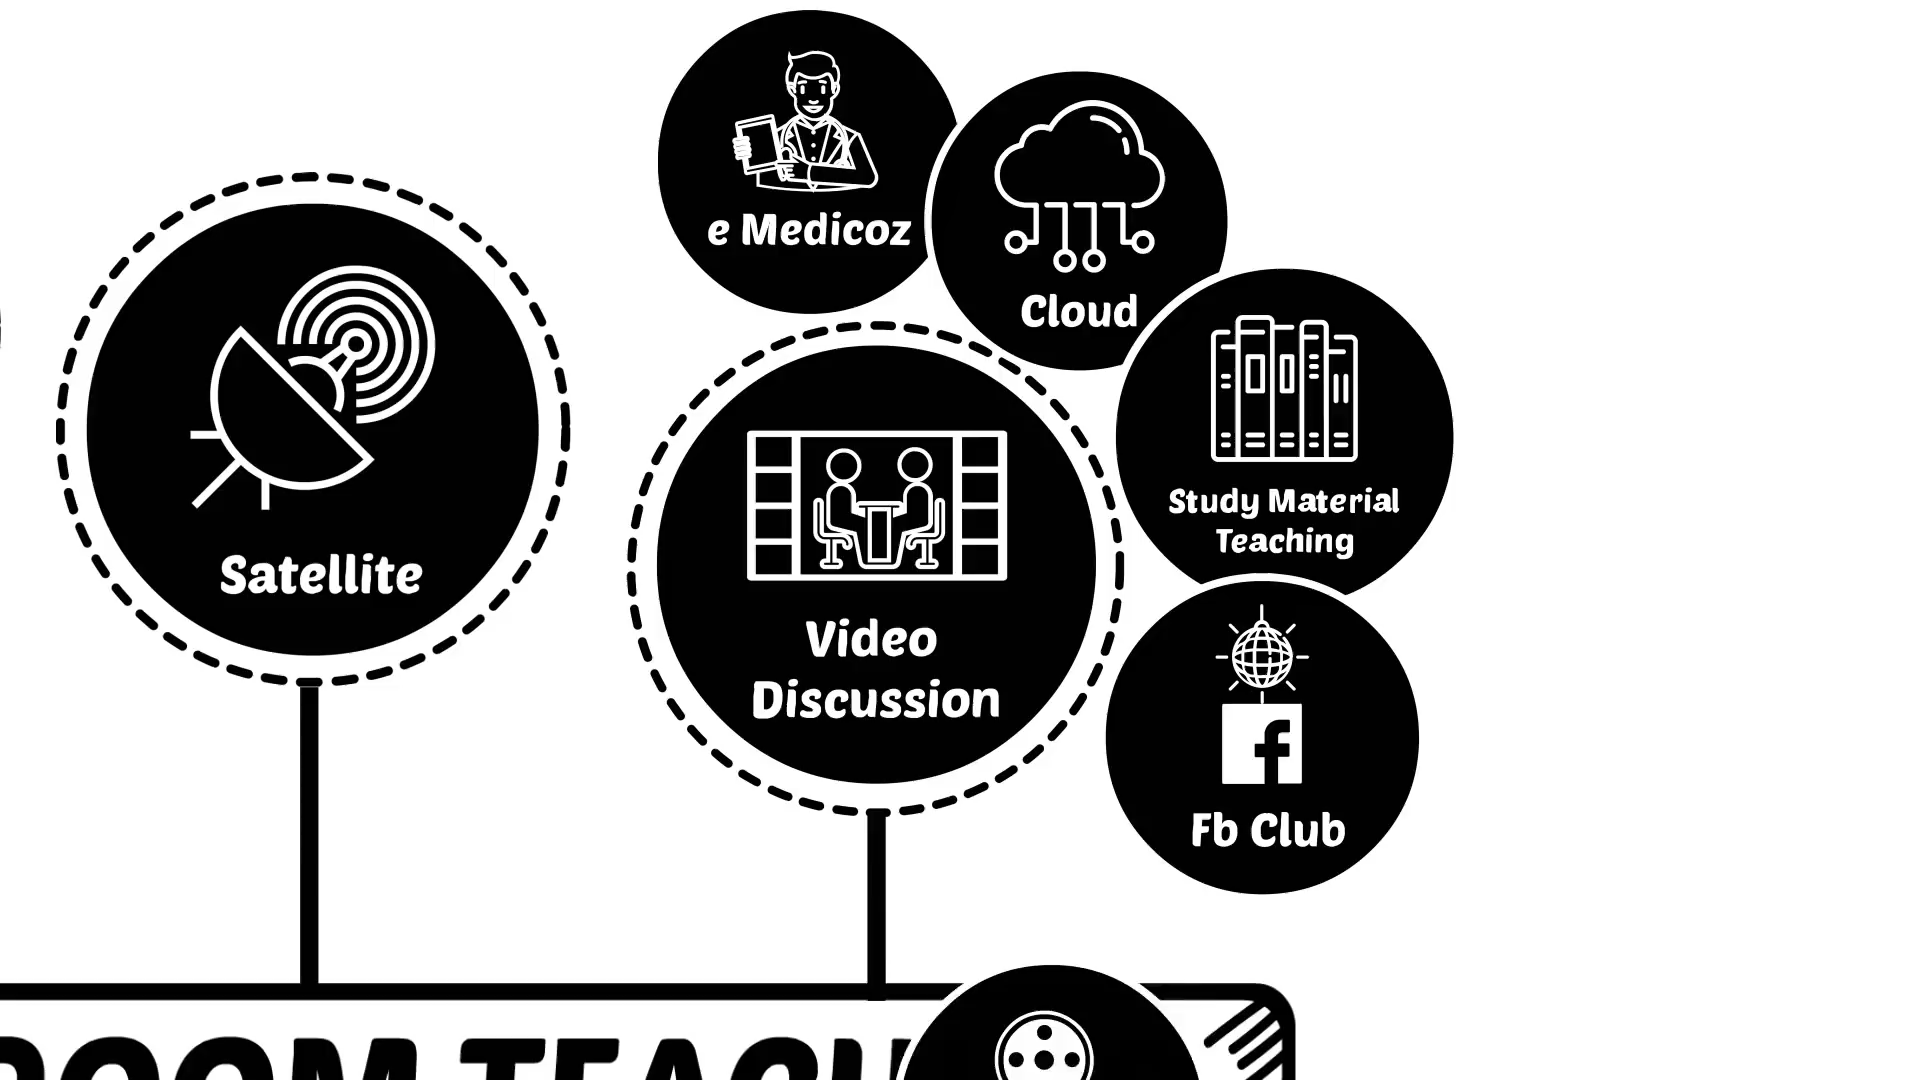 e Medicoz
Cloud
Study Material
Teaching
Satellite
Video
Discussion
f
Fb Club